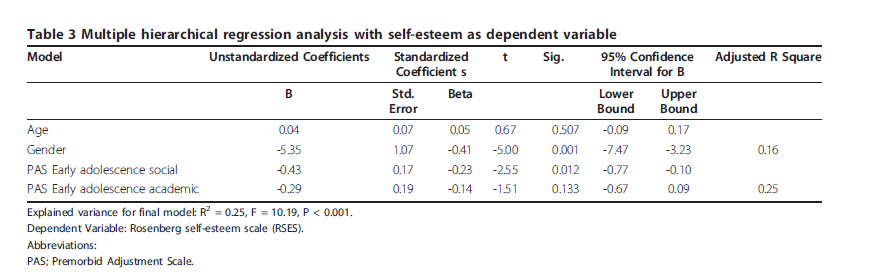 Table 3 Multiple hierarchical regression analysis with self-esteem as dependent variable
Model Unstandardized Coefficients Standardized Coefficient s t Sig. 95% Confidence Interval for B Adjusted R Square
B Std. Error Beta Lower Bound Upper Bound
Age 0.04 0.07 0.05 0.67 0.507 -0.09 0.17
Gender -5.35 1.07 -0.41 -5.00 0.001 -7.47 -3.23 0.16
PAS Early adolescence social -0.43 0.17 -0.23 -2.55 0.012 -0.77 -0.10
PAS Early adolescence academic -0.29 0.19 -0.14 -1.51 0.133 -0.67 0.09 0.25
Explained variance for final model: R² = 0.25, F = 10.19, P < 0.001.
Dependent Variable: Rosenberg self-esteem scale (RSES).
Abbreviations:
PAS; Premorbid Adjustment Scale.